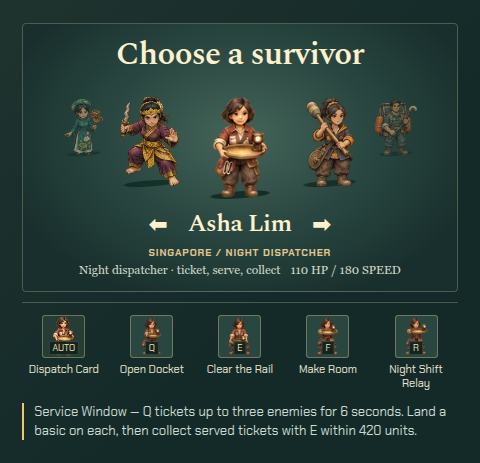 Choose a survivor
Asha Lim
SINGAPORE / NIGHT DISPATCHER
Night dispatcher · ticket, serve, collect 110 HP / 180 SPEED
AUTO Q E F R
Dispatch Card Open Docket Clear the Rail Make Room Night Shift
Relay
Service Window — Q tickets up to three enemies for 6 seconds. Land a
basic on each, then collect served tickets with E within 420 units.